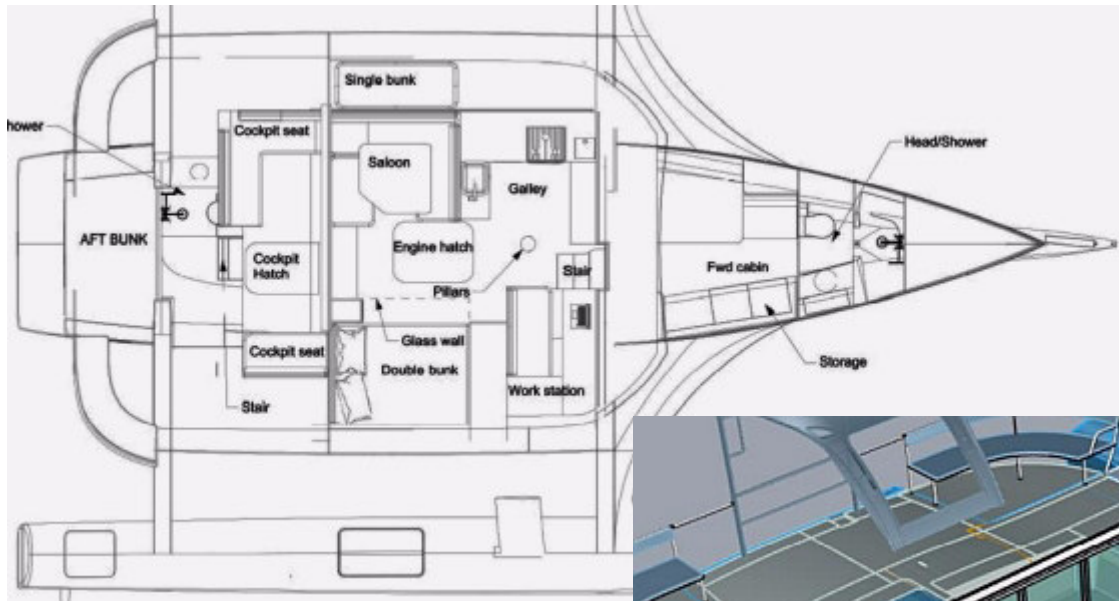 Single bunk
hower
Cockpit seat
Saloon
Head/Shower
Galley
AFT BUNK
Engine hatch
Cockpit
Hatch
Stair
Fwd cabin
Pillars
Glass wall
Cockpit seat
Double bunk
Storage
Work station
Stair